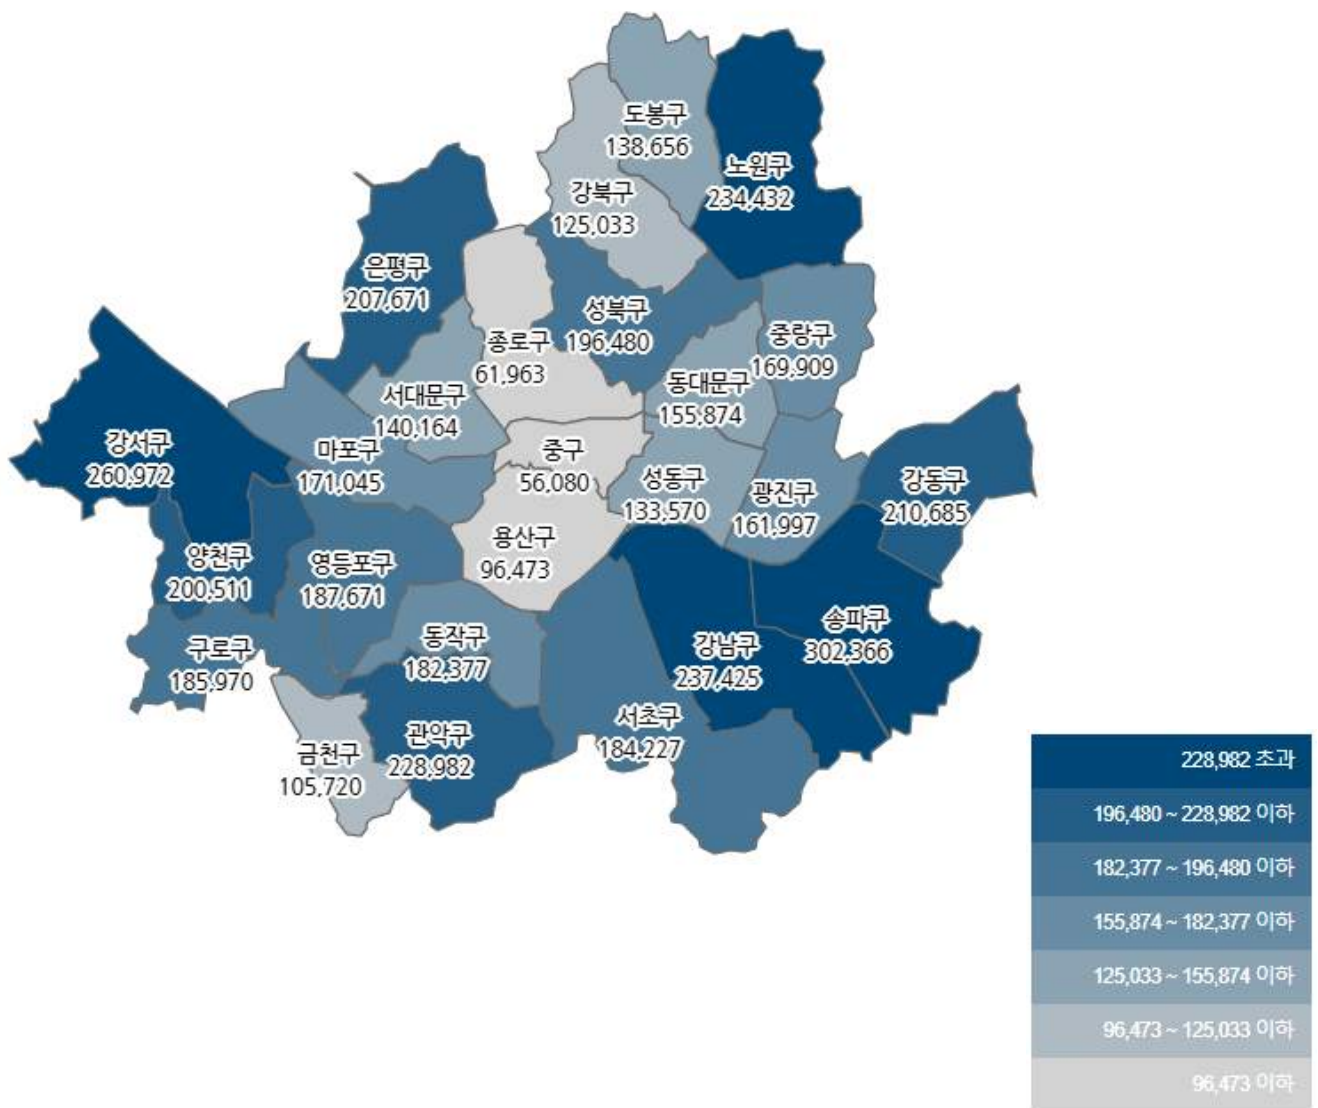 도봉구
138,656
노원구
234,432
강북구
125,033
은평구
207,671
성북구
196,480
중랑구
169,909
종로구
61,963
동대문구
155,874
서대문구
140,164
강서구
260,972
마포구
171,045
중구
56,080
성동구
133,570
광진구
161,997
강동구
210,685
양천구
200,511
영등포구
187,671
용산구
96,473
구로구
185,970
동작구
182,377
강남구
237,425
송파구
302,366
서초구
184,227
관악구
228,982
금천구
105,720
228,982 초과
196,480 ~ 228,982 이하
182,377 ~ 196,480 이하
155,874 ~ 182,377 이하
125,033 ~ 155,874 이하
96,473 ~ 125,033 이하
96,473 이하